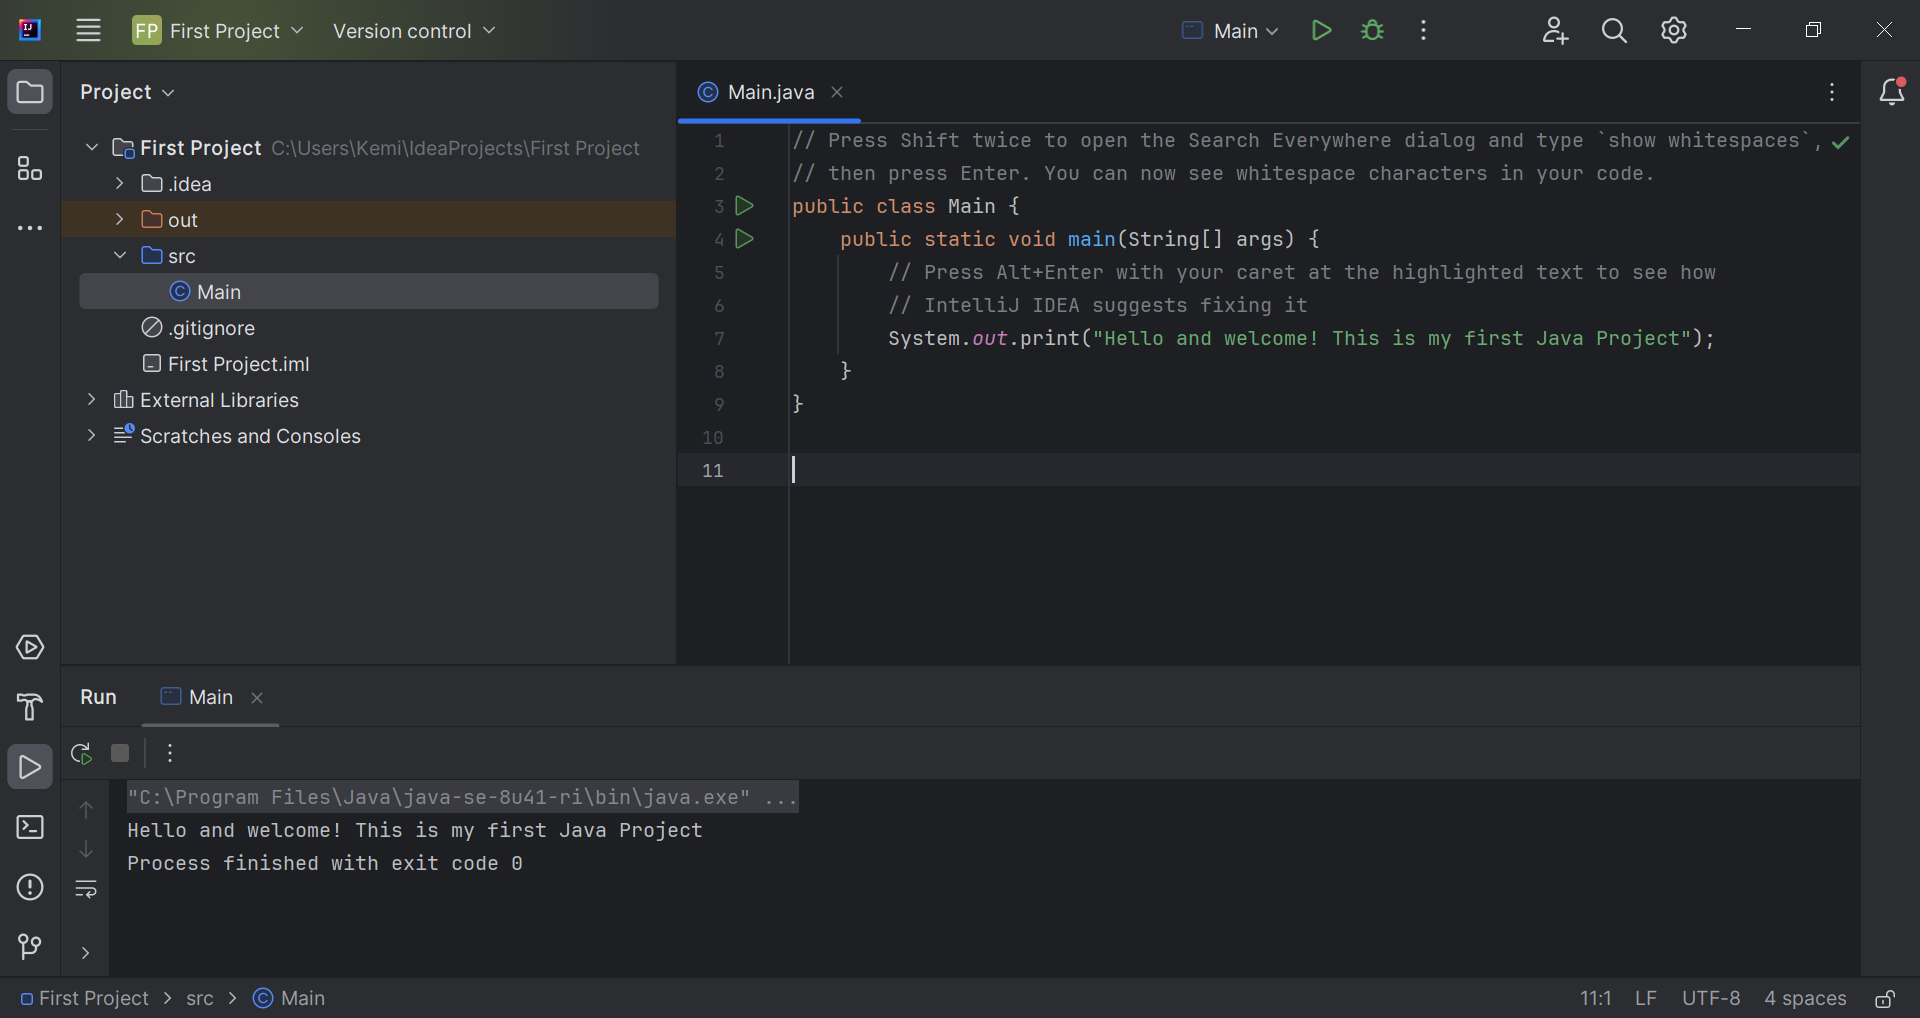 FP First Project Version control Main
Project
First Project C:\Users\Kemi\IdeaProjects\First Project
.idea
out
src
Main
.gitignore
First Project.iml
External Libraries
Scratches and Consoles
Main.java
1 // Press Shift twice to open the Search Everywhere dialog and type `show whitespaces`,
2 // then press Enter. You can now see whitespace characters in your code.
3 public class Main {
4 public static void main(String[] args) {
5 // Press Alt+Enter with your caret at the highlighted text to see how
6 // IntelliJ IDEA suggests fixing it
7 System.out.print("Hello and welcome! This is my first Java Project");
8 }
9 }
10
11
Run Main
"C:\Program Files\Java\java-se-8u41-ri\bin\java.exe" ...
Hello and welcome! This is my first Java Project
Process finished with exit code 0
First Project > src > Main 11:1 LF UTF-8 4 spaces